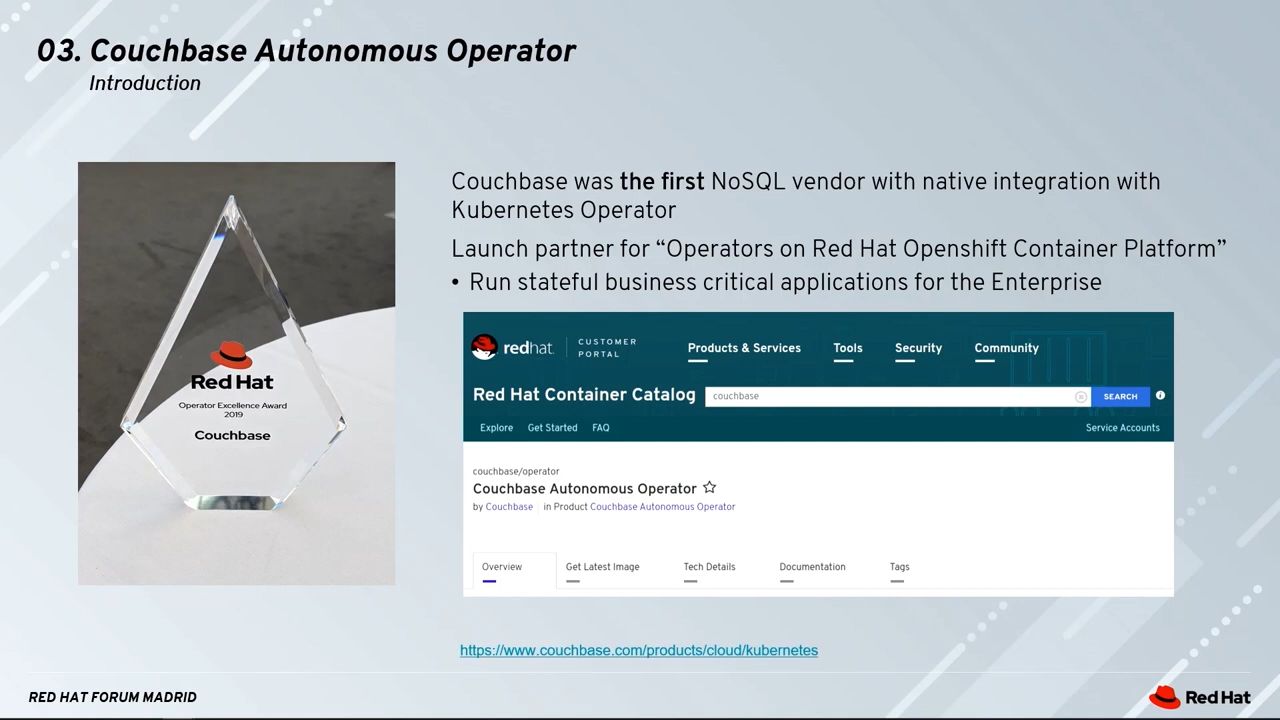 03. Couchbase Autonomous Operator
Introduction
Red Hat
Operator Excellence Award
2019
Couchbase
Couchbase was the first NoSQL vendor with native integration with
Kubernetes Operator
Launch partner for “Operators on Red Hat Openshift Container Platform”
• Run stateful business critical applications for the Enterprise
redhat. CUSTOMER PORTAL Products & Services Tools Security Community
Red Hat Container Catalog couchbase SEARCH
Explore Get Started FAQ Service Accounts
couchbase/operator
Couchbase Autonomous Operator
by Couchbase in Product Couchbase Autonomous Operator
Overview Get Latest Image Tech Details Documentation Tags
https://www.couchbase.com/products/cloud/kubernetes
RED HAT FORUM MADRID
Red Hat